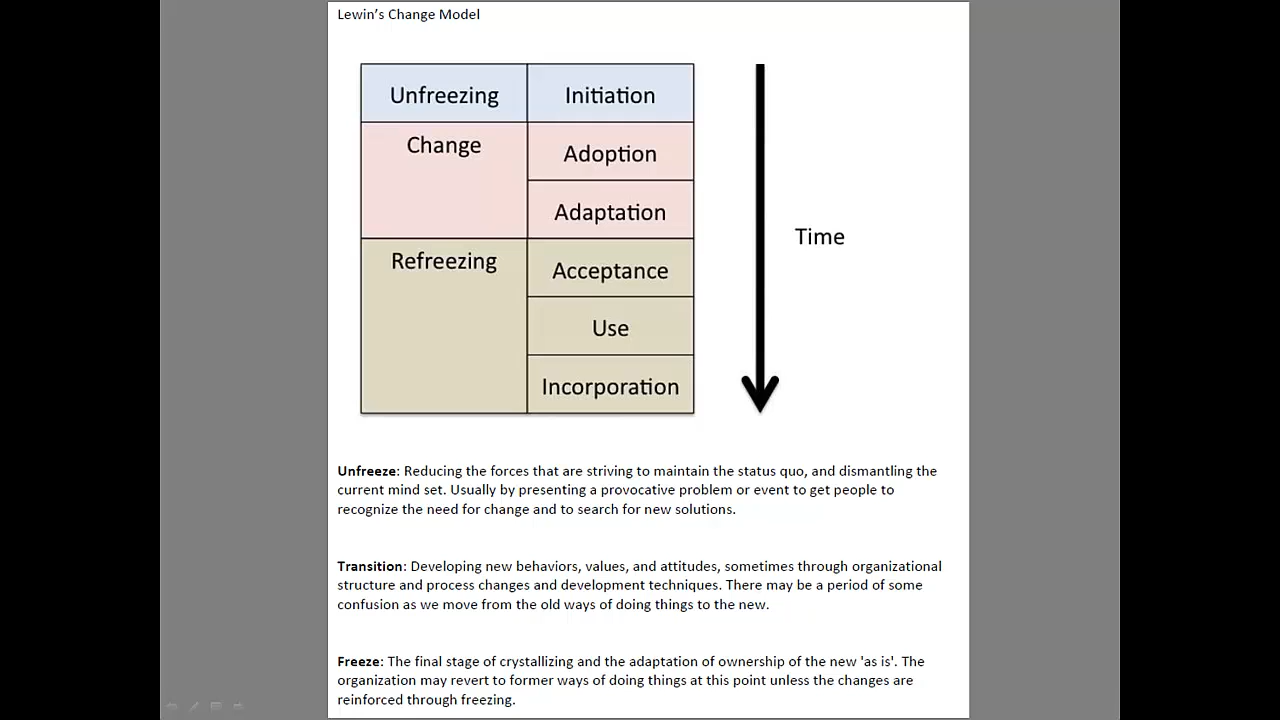 Lewin’s Change Model
Unfreezing
Initiation
Change
Adoption
Adaptation
Time
Refreezing
Acceptance
Use
Incorporation
Unfreeze: Reducing the forces that are striving to maintain the status quo, and dismantling the
current mind set. Usually by presenting a provocative problem or event to get people to
recognize the need for change and to search for new solutions.
Transition: Developing new behaviors, values, and attitudes, sometimes through organizational
structure and process changes and development techniques. There may be a period of some
confusion as we move from the old ways of doing things to the new.
Freeze: The final stage of crystallizing and the adaptation of ownership of the new 'as is'. The
organization may revert to former ways of doing things at this point unless the changes are
reinforced through freezing.